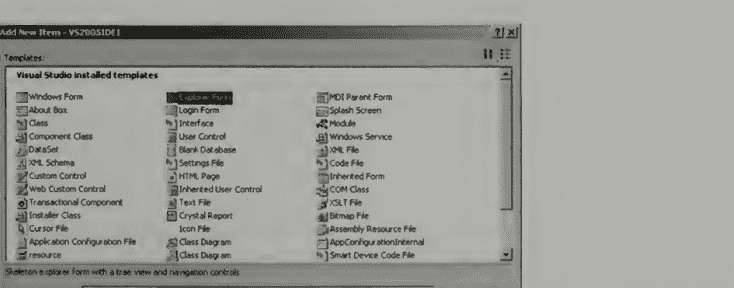 Add New Item - VS2005IDE1
Templates:
Visual Studio installed templates
Windows Form Explorer Form MDI Parent Form
About Box Login Form Splash Screen
Class Interface Module
Component Class User Control Windows Service
DataSet Blank Database XML File
XML Schema Settings File Code File
Custom Control HTML Page Inherited Form
Web Custom Control Inherited User Control COM Class
Transactional Component Text File XSLT File
Installer Class Crystal Report Bitmap File
Cursor File Icon File Assembly Resource File
Application Configuration File Class Diagram AppConfigurationInternal
resource Class Diagram Smart Device Code File
Skeleton explorer form with a tree view and navigation controls